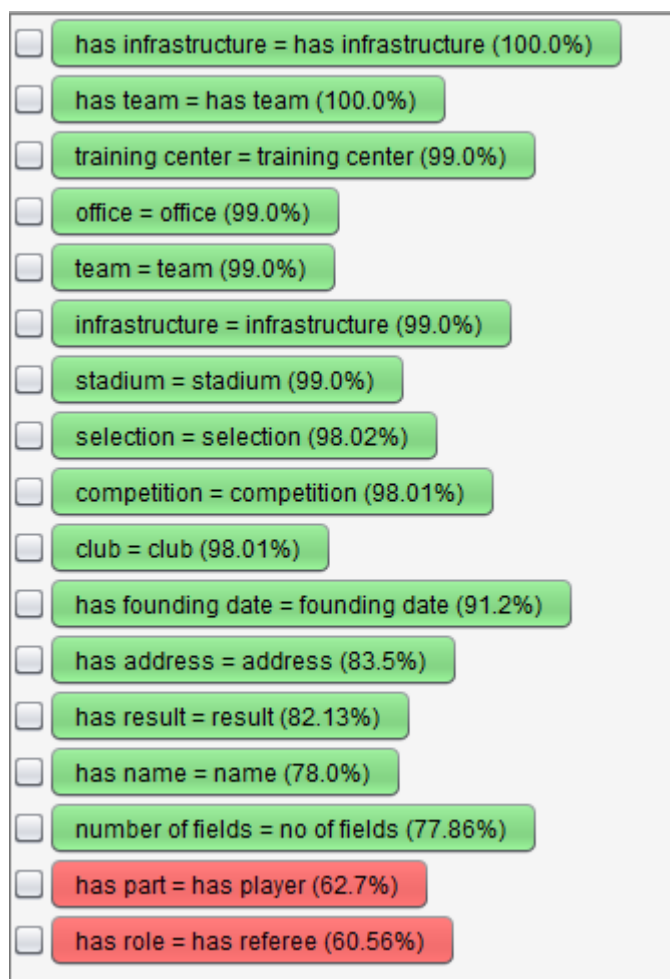 has infrastructure = has infrastructure (100.0%)
has team = has team (100.0%)
training center = training center (99.0%)
office = office (99.0%)
team = team (99.0%)
infrastructure = infrastructure (99.0%)
stadium = stadium (99.0%)
selection = selection (98.02%)
competition = competition (98.01%)
club = club (98.01%)
has founding date = founding date (91.2%)
has address = address (83.5%)
has result = result (82.13%)
has name = name (78.0%)
number of fields = no of fields (77.86%)
has part = has player (62.7%)
has role = has referee (60.56%)